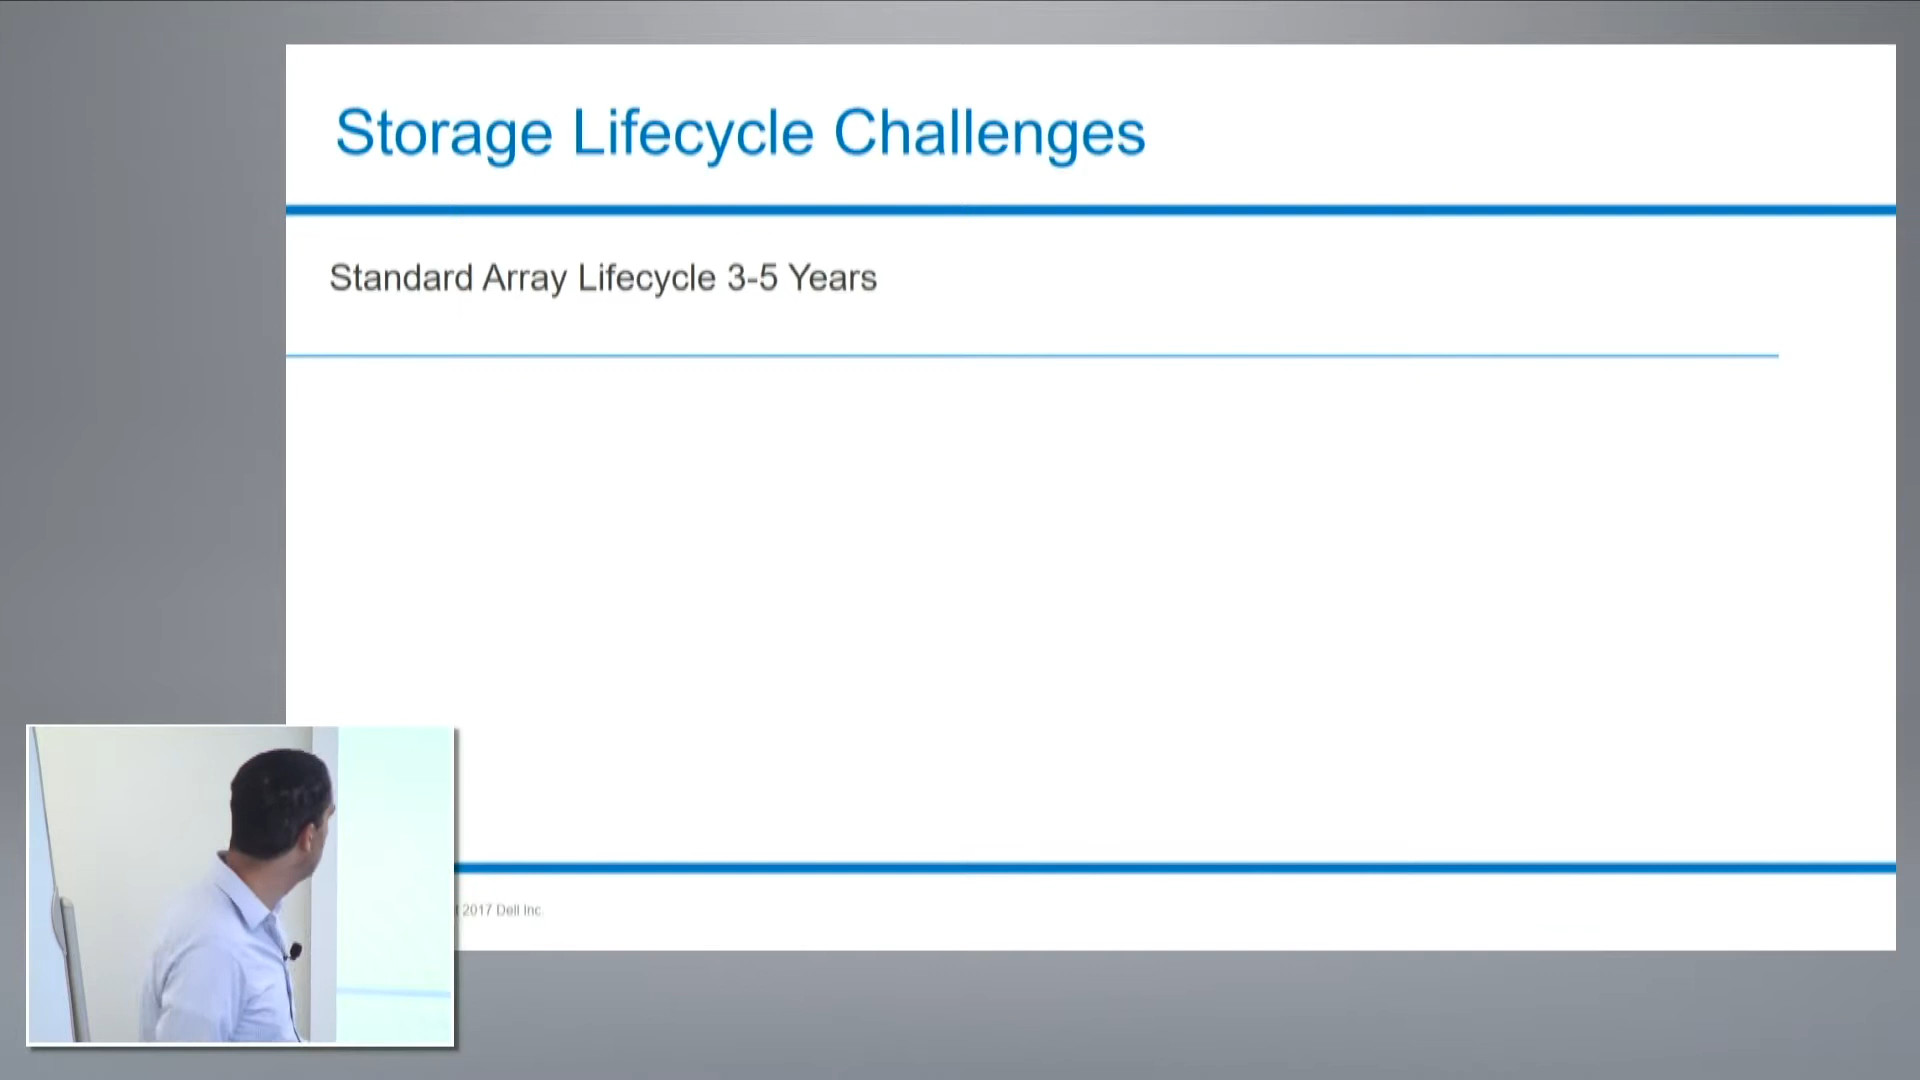 Storage Lifecycle Challenges
Standard Array Lifecycle 3-5 Years
2017 Dell Inc.